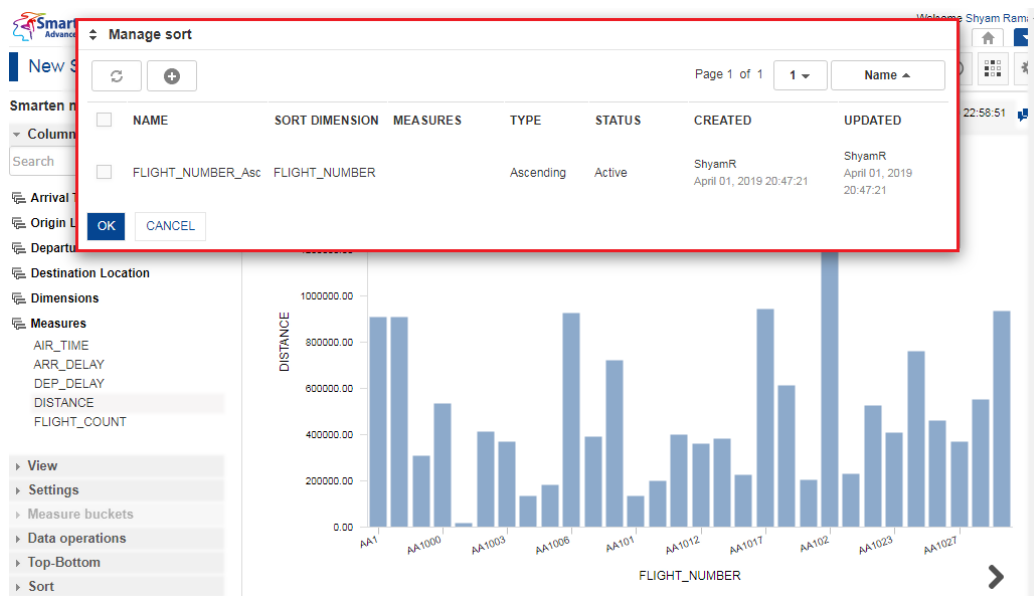 Smar
Advance
Welcome Shyam Rama
Manage sort
New S
Page 1 of 1
1
Name
Smarten n
22:58:51
NAME SORT DIMENSION MEASURES TYPE STATUS CREATED UPDATED
Column
Search
FLIGHT_NUMBER_Asc FLIGHT_NUMBER Ascending Active
ShyamR
April 01, 2019 20:47:21
ShyamR
April 01, 2019
20:47:21
Arrival T
Origin L
OK CANCEL
Departu
Destination Location
Dimensions
Measures
AIR_TIME
ARR_DELAY
DEP_DELAY
DISTANCE
FLIGHT_COUNT
View
Settings
Measure buckets
Data operations
Top-Bottom
Sort
DISTANCE
1000000.00
800000.00
600000.00
400000.00
200000.00
0.00
AA1 AA1000 AA1003 AA1006 AA101 AA1012 AA1017 AA102 AA1023 AA1027
FLIGHT_NUMBER